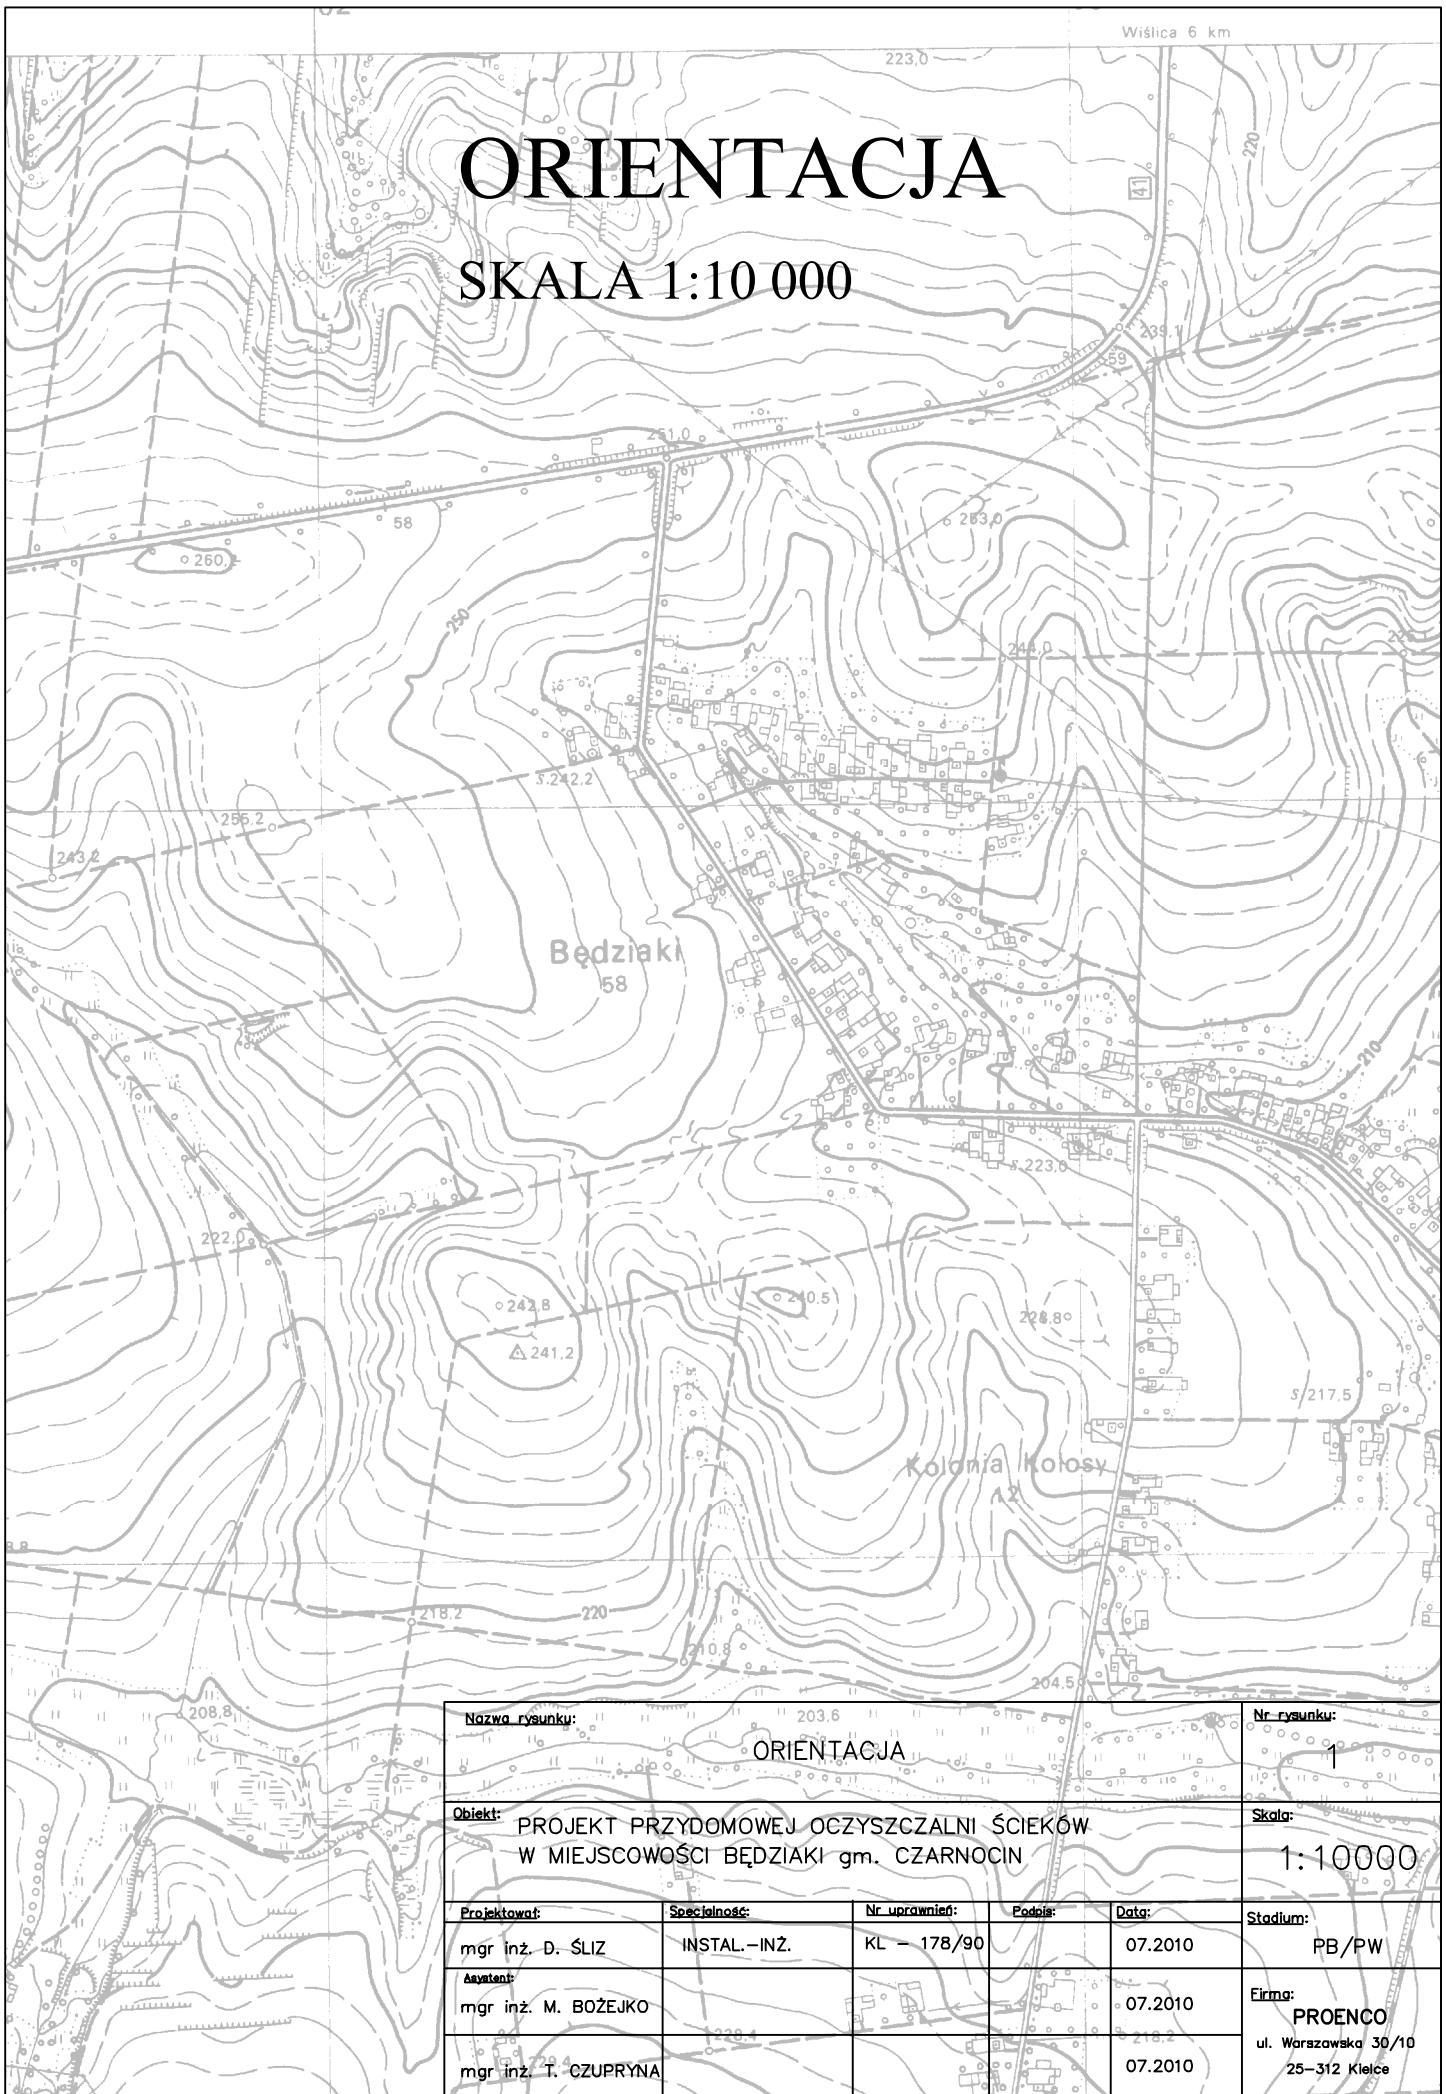 Wiślica 6 km
223,0
ORIENTACJA
220
41
SKALA 1:10 000
239.1
59
251,0
58
253,0
260,2
250
244,0
S.242.2
255,2
243,2
Będziaki
58
210
S.223,0
222,0
242,8
240.5
228,8
241,2
S.217,5
Kolonia Kolosy
12
8.8
218,2
220
210,8
204.5
208,8
203,6
Nazwa rysunku:
ORIENTACJA
Nr rysunku:
1
Obiekt:
PROJEKT PRZYDOMOWEJ OCZYSZCZALNI ŚCIEKÓW
W MIEJSCOWOŚCI BĘDZIAKI gm. CZARNOCIN
Skala:
1:10000
Projektował: Specjalność: Nr uprawnień: Podpis: Data:
mgr inż. D. ŚLIZ INSTAL.-INŻ. KL - 178/90 07.2010
Stadium:
PB/PW
Asystent:
mgr inż. M. BOŻEJKO 07.2010
Firma:
PROENCO
ul. Warszawska 30/10
25-312 Kielce
218,2
mgr inż. T. CZUPRYNA 07.2010